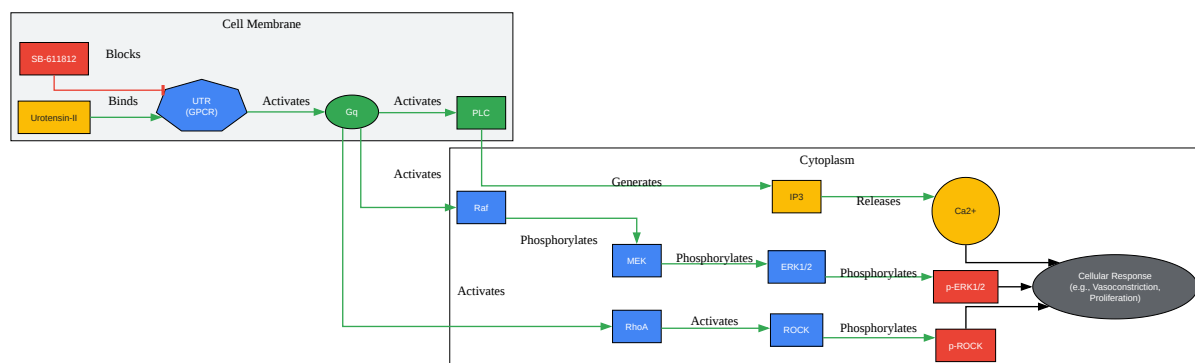 Cell Membrane
SB-611812
Blocks
Urotensin-II
Binds
UTR
(GPCR)
Activates
Gq
Activates
PLC
Cytoplasm
Activates
Raf
Generates
IP3
Releases
Ca2+
Phosphorylates
MEK
Phosphorylates
ERK1/2
Phosphorylates
p-ERK1/2
Cellular Response
(e.g., Vasoconstriction,
Proliferation)
Activates
RhoA
Activates
ROCK
Phosphorylates
p-ROCK